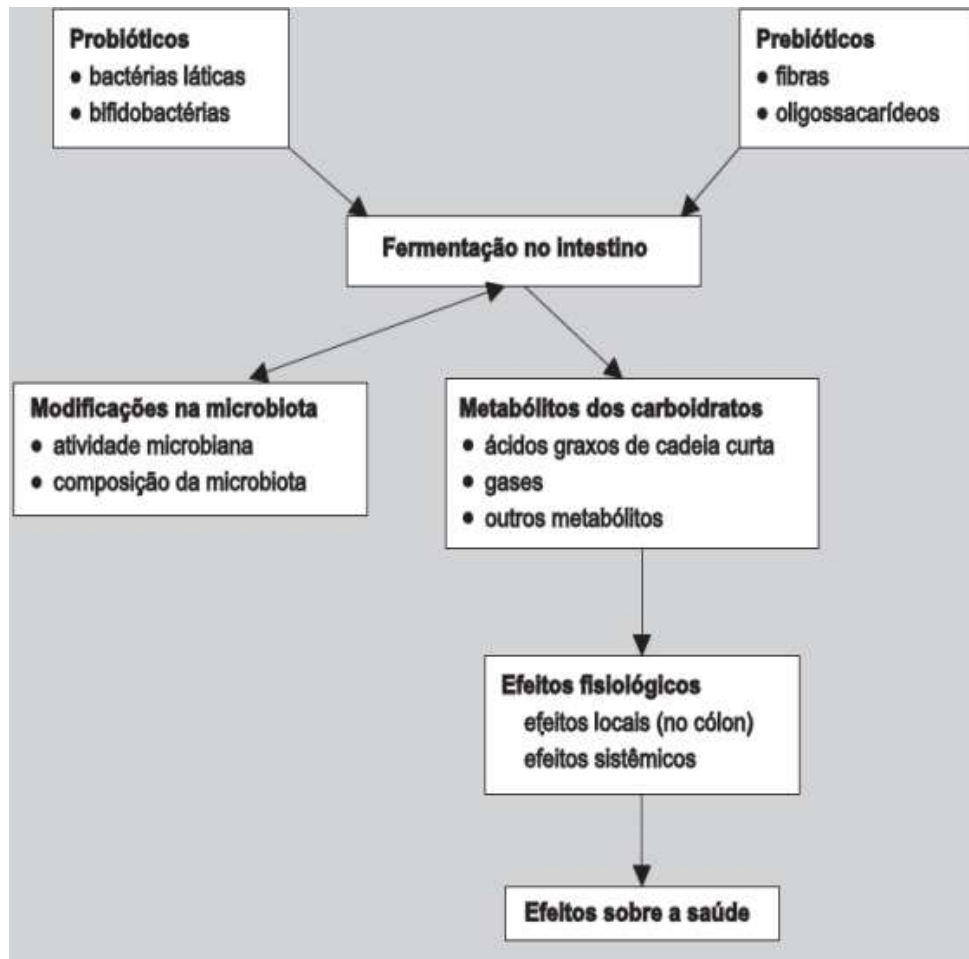 Probióticos
● bactérias láticas
● bifidobactérias
Prebióticos
● fibras
● oligossacarídeos
Fermentação no intestino
Modificações na microbiota
● atividade microbiana
● composição da microbiota
Metabólitos dos carboidratos
● ácidos graxos de cadeia curta
● gases
● outros metabólitos
Efeitos fisiológicos
efeitos locais (no cólon)
efeitos sistêmicos
Efeitos sobre a saúde